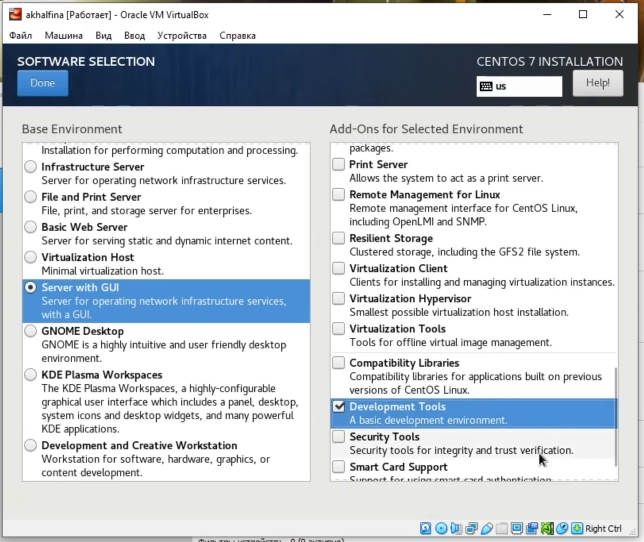 akhalfina [Работает] - Oracle VM VirtualBox
Файл Машина Вид Ввод Устройства Справка
SOFTWARE SELECTION
CENTOS 7 INSTALLATION
Done
us
Help!
Base Environment
Installation for performing computation and processing.
Infrastructure Server
Server for operating network infrastructure services.
File and Print Server
File, print, and storage server for enterprises.
Basic Web Server
Server for serving static and dynamic internet content.
Virtualization Host
Minimal virtualization host.
Server with GUI
Server for operating network infrastructure services,
with a GUI.
GNOME Desktop
GNOME is a highly intuitive and user friendly desktop
environment.
KDE Plasma Workspaces
The KDE Plasma Workspaces, a highly-configurable
graphical user interface which includes a panel, desktop,
system icons and desktop widgets, and many powerful
KDE applications.
Development and Creative Workstation
Workstation for software, hardware, graphics, or
content development.
Add-Ons for Selected Environment
packages.
Print Server
Allows the system to act as a print server.
Remote Management for Linux
Remote management interface for CentOS Linux,
including OpenLMI and SNMP.
Resilient Storage
Clustered storage, including the GFS2 file system.
Virtualization Client
Clients for installing and managing virtualization instances.
Virtualization Hypervisor
Smallest possible virtualization host installation.
Virtualization Tools
Tools for offline virtual image management.
Compatibility Libraries
Compatibility libraries for applications built on previous
versions of CentOS Linux.
Development Tools
A basic development environment.
Security Tools
Security tools for integrity and trust verification.
Smart Card Support
Support for using smart card authentication.
Right Ctrl